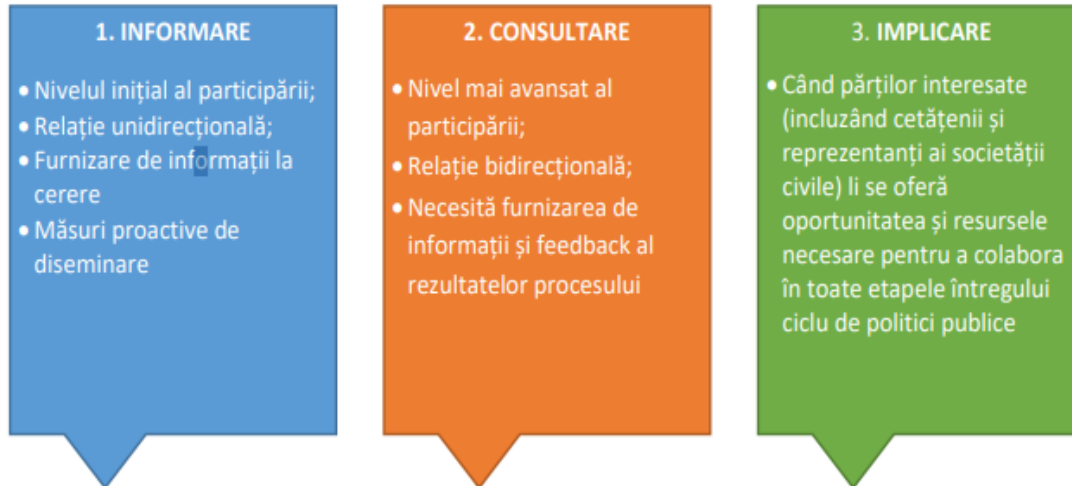 1. INFORMARE
• Nivelul inițial al participării;
• Relație unidirecțională;
• Furnizare de informații la
cerere
• Măsuri proactive de
diseminare
2. CONSULTARE
• Nivel mai avansat al
participării;
• Relație bidirecțională;
• Necesită furnizarea de
informații și feedback al
rezultatelor procesului
3. IMPLICARE
• Când părților interesate
(incluzând cetățenii și
reprezentanți ai societății
civile) li se oferă
oportunitatea și resursele
necesare pentru a colabora
în toate etapele întregului
ciclu de politici publice